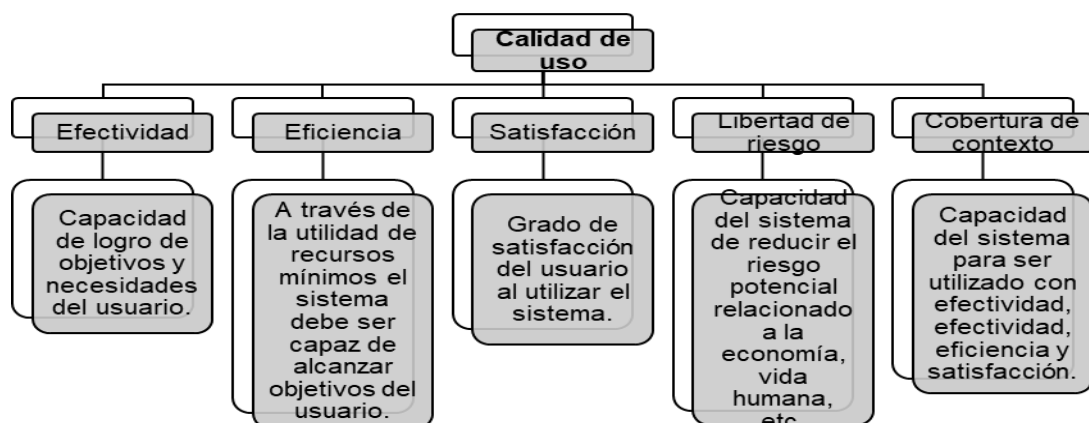 Calidad de
uso
Efectividad
Eficiencia
Satisfacción
Libertad de
riesgo
Cobertura de
contexto
Capacidad
de logro de
objetivos y
necesidades
del usuario.
A través de
la utilidad de
recursos
mínimos el
sistema
debe ser
capaz de
alcanzar
objetivos del
usuario.
Grado de
satisfacción
del usuario
al utilizar el
sistema.
Capacidad
del sistema
de reducir el
riesgo
potencial
relacionado
a la
economía,
vida
humana,
etc
Capacidad
del sistema
para ser
utilizado con
efectividad,
efectividad,
eficiencia y
satisfacción.